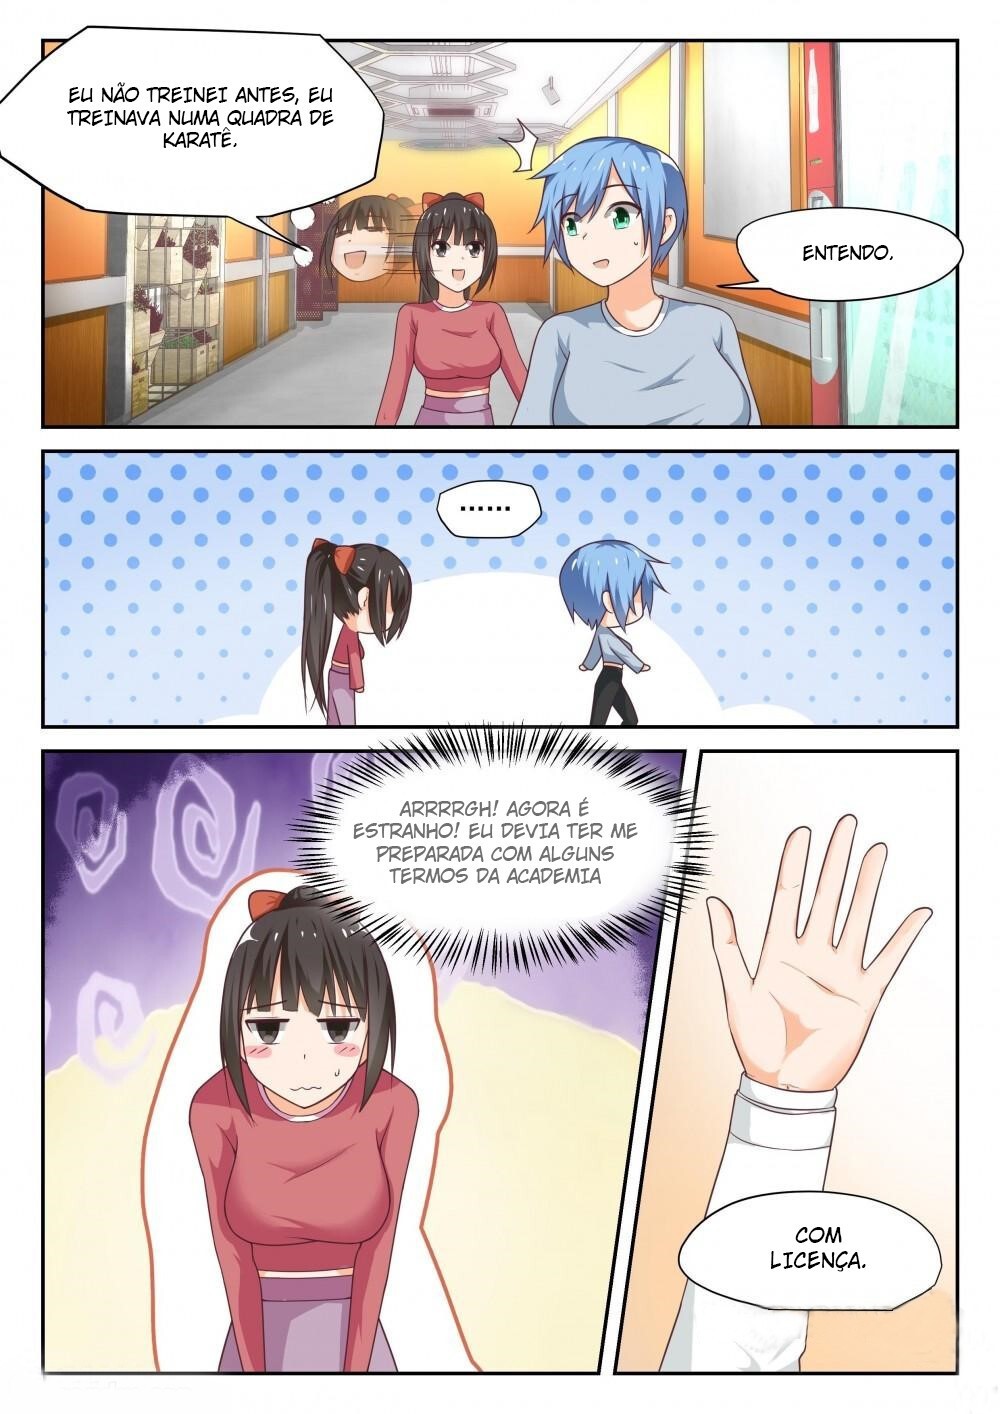 EU NÃO TREINEI ANTES, EU
TREINAVA NUMA QUADRA DE
KARATÊ.
ENTENDO.
......
ARRRRGH! AGORA É
ESTRANHO! EU DEVIA TER ME
PREPARADA COM ALGUNS
TERMOS DA ACADEMIA
COM
LICENÇA.